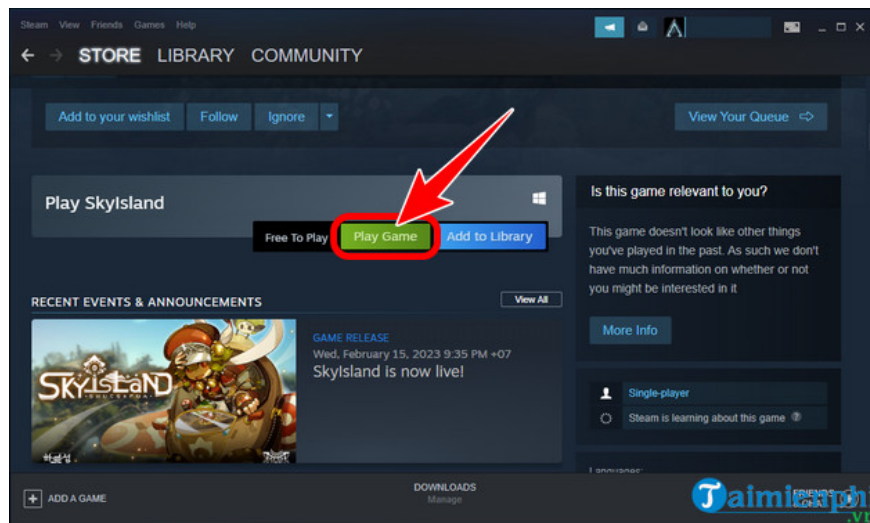 Steam View Friends Games Help
STORE LIBRARY COMMUNITY
Add to your wishlist Follow Ignore
View Your Queue
Play SkyIsland
Free To Play Play Game Add to Library
Is this game relevant to you?
This game doesn't look like other things
you've played in the past. As such we don't
have much information on whether or not
you might be interested in it
More Info
RECENT EVENTS & ANNOUNCEMENTS
View All
SKYISLAND
GAME RELEASE
Wed, February 15, 2023 9:35 PM +07
SkyIsland is now live!
Single-player
Steam is learning about this game ?
Languages:
ADD A GAME
DOWNLOADS
Manage
FRIENDS
& CHAT
Taimienphi
.vn